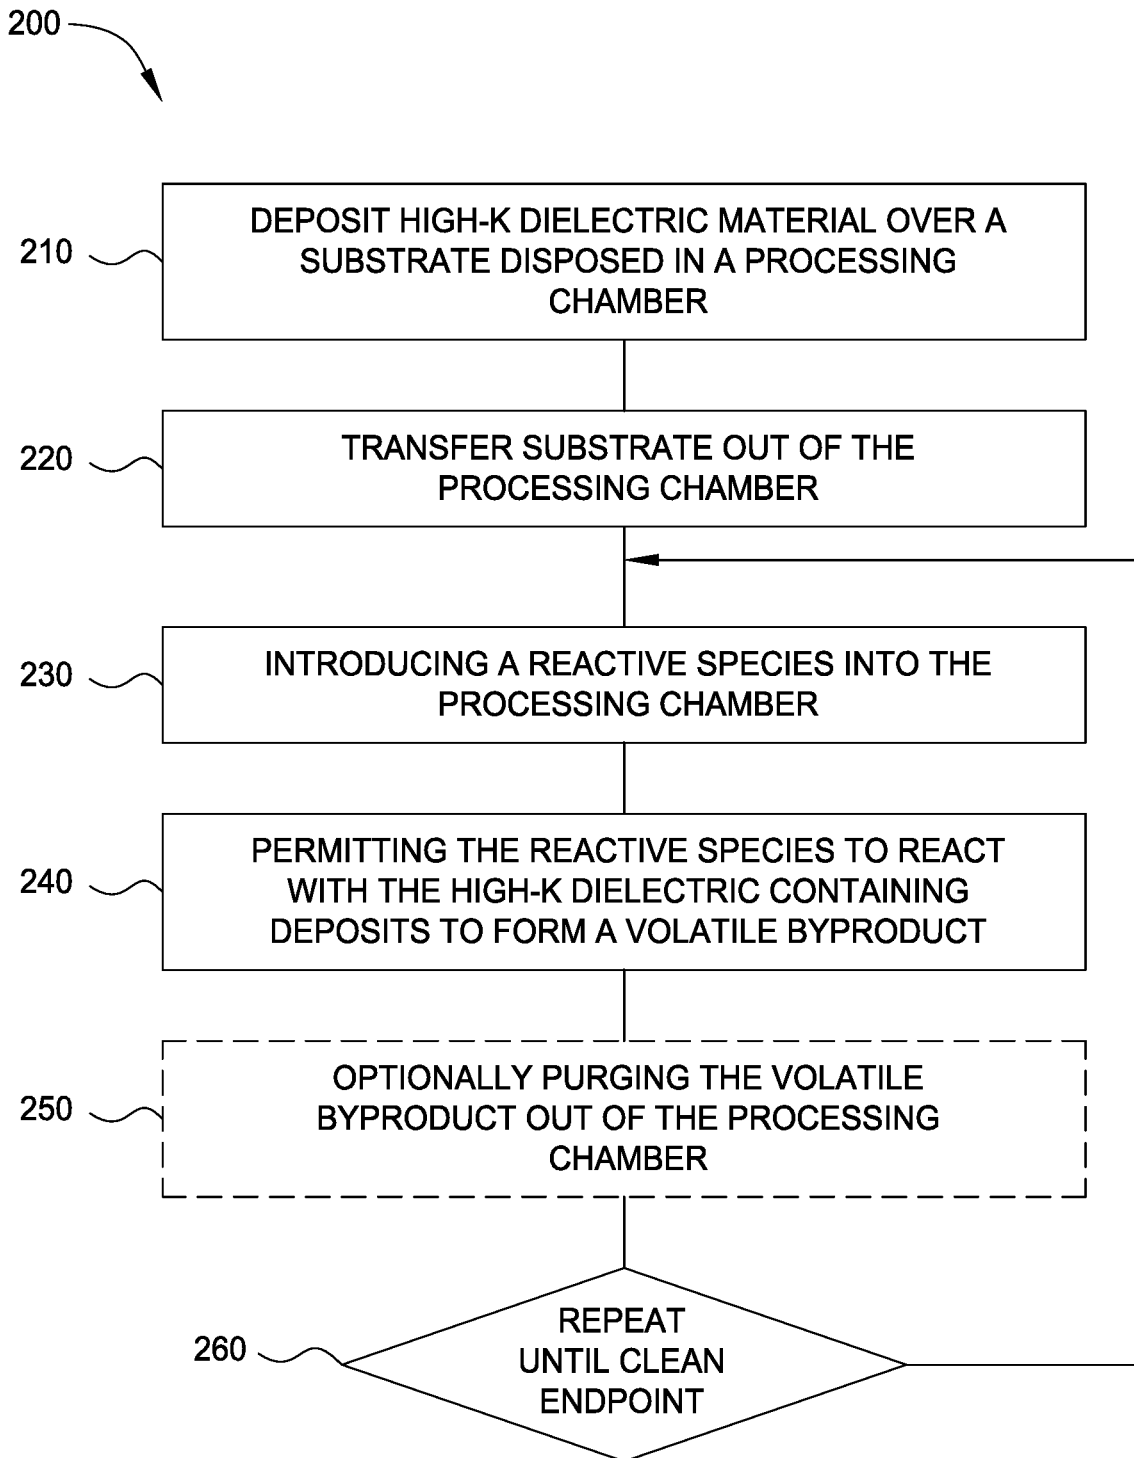 200
210
DEPOSIT HIGH-K DIELECTRIC MATERIAL OVER A
SUBSTRATE DISPOSED IN A PROCESSING
CHAMBER
220
TRANSFER SUBSTRATE OUT OF THE
PROCESSING CHAMBER
230
INTRODUCING A REACTIVE SPECIES INTO THE
PROCESSING CHAMBER
240
PERMITTING THE REACTIVE SPECIES TO REACT
WITH THE HIGH-K DIELECTRIC CONTAINING
DEPOSITS TO FORM A VOLATILE BYPRODUCT
250
OPTIONALLY PURGING THE VOLATILE
BYPRODUCT OUT OF THE PROCESSING
CHAMBER
260
REPEAT
UNTIL CLEAN
ENDPOINT